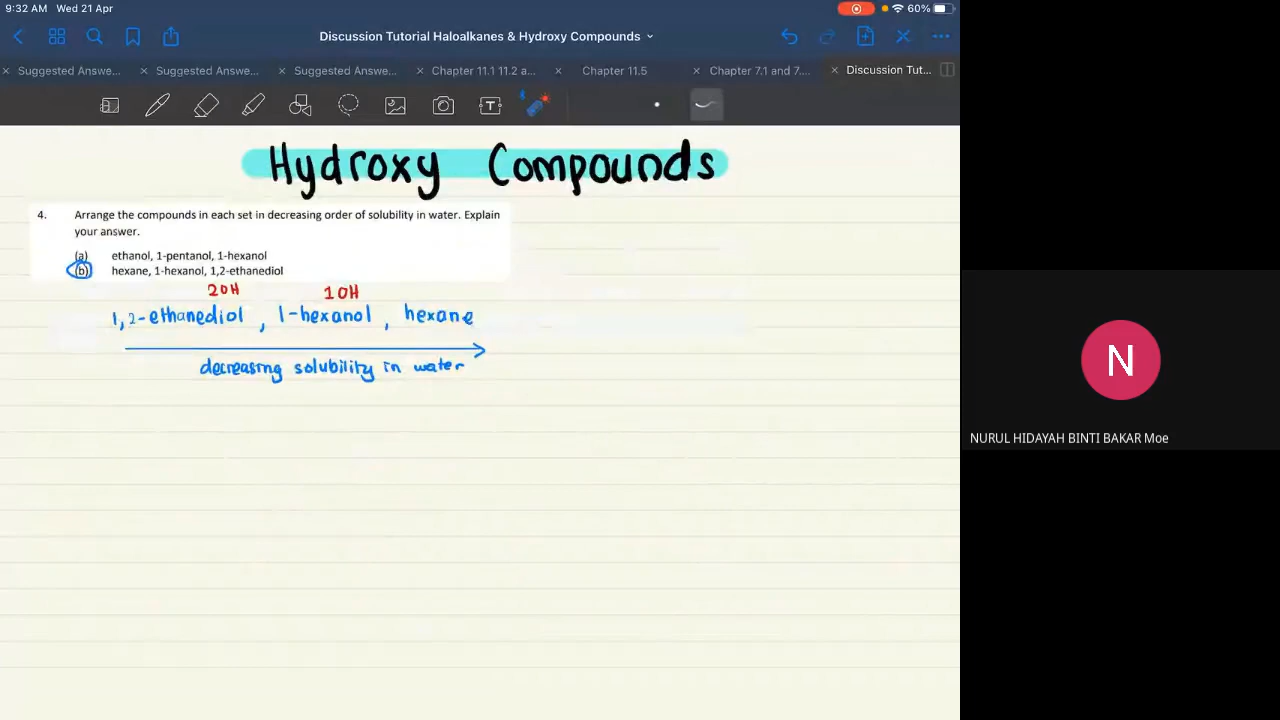 9:32 AM Wed 21 Apr
60%
Discussion Tutorial Haloalkanes & Hydroxy Compounds
Suggested Answe...
Suggested Answe...
Suggested Answe...
Chapter 11.1 11.2 a...
Chapter 11.5
Chapter 7.1 and 7....
Discussion Tut...
T
Hydroxy Compounds
4. Arrange the compounds in each set in decreasing order of solubility in water. Explain
your answer.
(a) ethanol, 1-pentanol, 1-hexanol
(b) hexane, 1-hexanol, 1,2-ethanediol
2OH 1OH
1,2-ethanediol , 1-hexanol , hexane
decreasing solubility in water
N
NURUL HIDAYAH BINTI BAKAR Moe